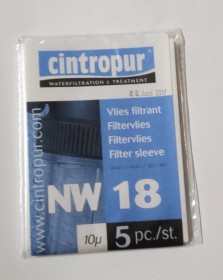 cintropur
WATERFILTRATION & TREATMENT
Vlies filtrant
Filtervlies
Filtervlies
Filter sleeve
NW 18
10µ
5 pc./st.
www.cintropur.com